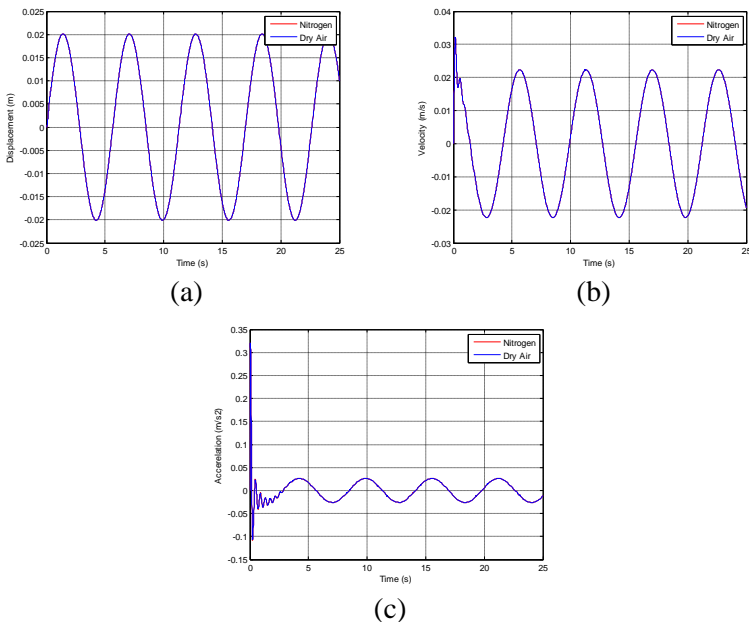 0.025
0.02
0.015
0.01
0.005
0
-0.005
-0.01
-0.015
-0.02
-0.025
0 5 10 15 20 25
Time (s)
Displacement (m)
Nitrogen
Dry Air
(a)
0.04
0.03
0.02
0.01
0
-0.01
-0.02
-0.03
0 5 10 15 20 25
Time (s)
Velocity (m/s)
Nitrogen
Dry Air
(b)
0.35
0.3
0.25
0.2
0.15
0.1
0.05
0
-0.05
-0.1
-0.15
0 5 10 15 20 25
Time (s)
Accerelation (m/s2)
Nitrogen
Dry Air
(c)